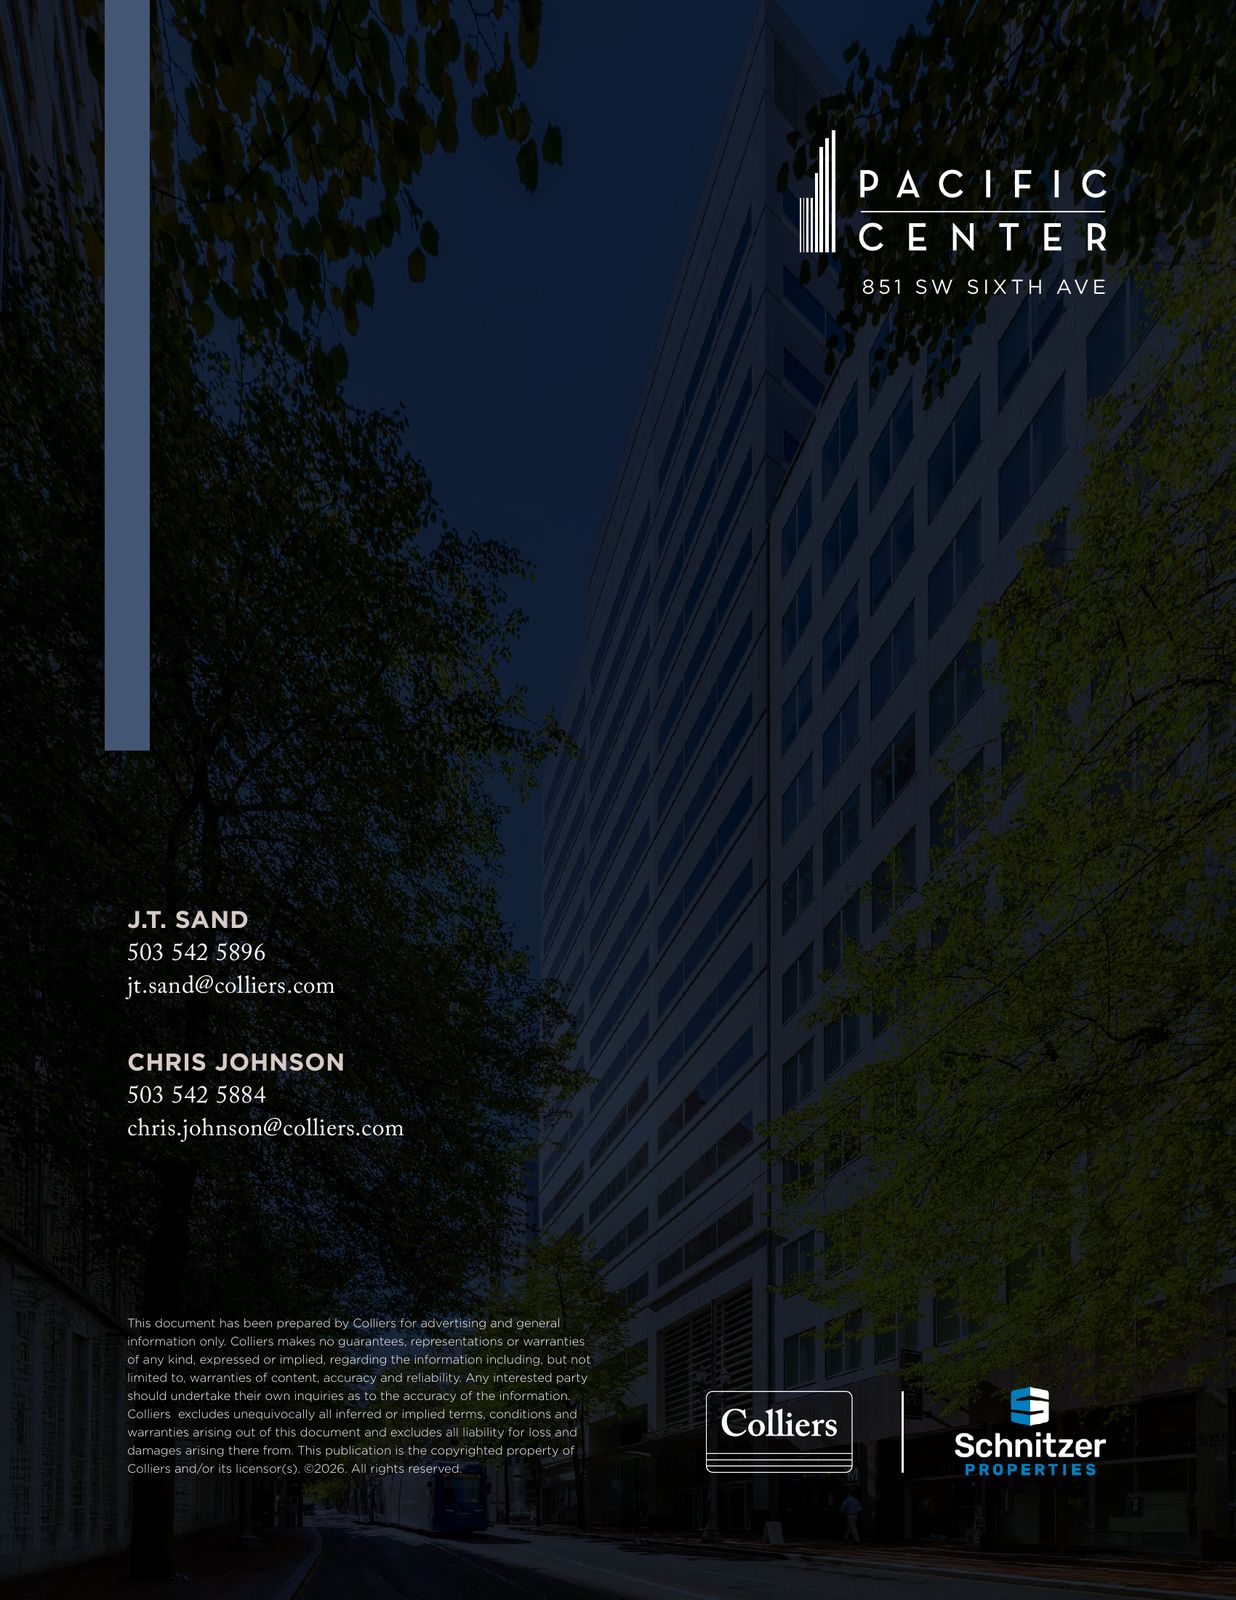 PACIFIC
CENTER
851 SW SIXTH AVE
J.T. SAND
503 542 5896
jt.sand@colliers.com
CHRIS JOHNSON
503 542 5884
chris.johnson@colliers.com
This document has been prepared by Colliers for advertising and general
information only. Colliers makes no guarantees, representations or warranties
of any kind, expressed or implied, regarding the information including, but not
limited to, warranties of content, accuracy and reliability. Any interested party
should undertake their own inquiries as to the accuracy of the information.
Colliers  excludes unequivocally all inferred or implied terms, conditions and
warranties arising out of this document and excludes all liability for loss and
damages arising there from. This publication is the copyrighted property of
Colliers and/or its licensor(s). ©2026. All rights reserved.
Colliers
Schnitzer
PROPERTIES